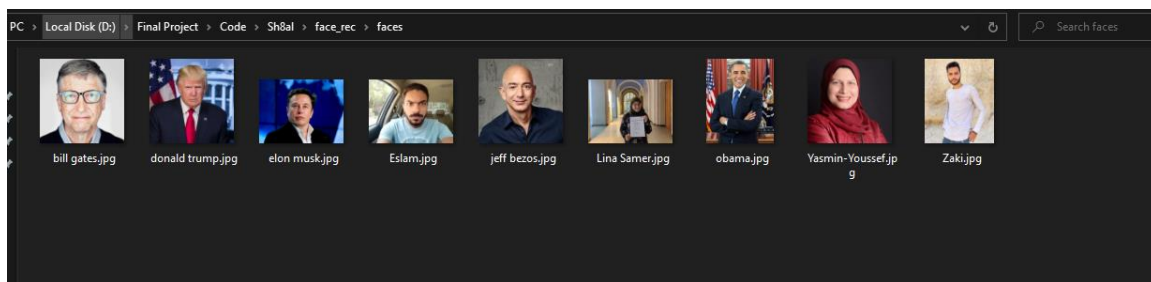 PC > Local Disk (D:) > Final Project > Code > Sh8al > face_rec > faces
Search faces
bill gates.jpg
donald trump.jpg
elon musk.jpg
Eslam.jpg
jeff bezos.jpg
Lina Samer.jpg
obama.jpg
Yasmin-Youssef.jp
g
Zaki.jpg